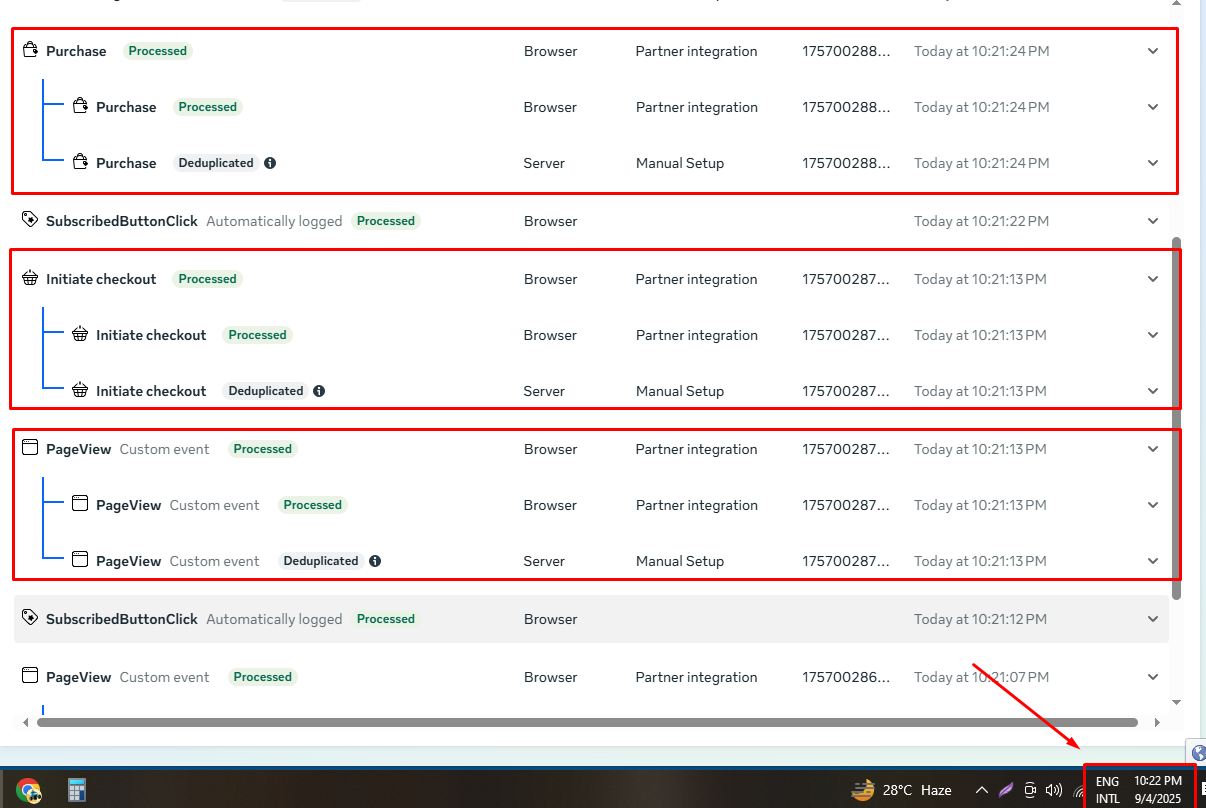 Purchase Processed Browser Partner integration 175700288... Today at 10:21:24 PM
Purchase Processed Browser Partner integration 175700288... Today at 10:21:24 PM
Purchase Deduplicated Server Manual Setup 175700288... Today at 10:21:24 PM
SubscribedButtonClick Automatically logged Processed Browser Today at 10:21:22 PM
Initiate checkout Processed Browser Partner integration 175700287... Today at 10:21:13 PM
Initiate checkout Processed Browser Partner integration 175700287... Today at 10:21:13 PM
Initiate checkout Deduplicated Server Manual Setup 175700287... Today at 10:21:13 PM
PageView Custom event Processed Browser Partner integration 175700287... Today at 10:21:13 PM
PageView Custom event Processed Browser Partner integration 175700287... Today at 10:21:13 PM
PageView Custom event Deduplicated Server Manual Setup 175700287... Today at 10:21:13 PM
SubscribedButtonClick Automatically logged Processed Browser Today at 10:21:12 PM
PageView Custom event Processed Browser Partner integration 175700286... Today at 10:21:07 PM
28°C Haze ENG 10:22 PM
INTL 9/4/2025